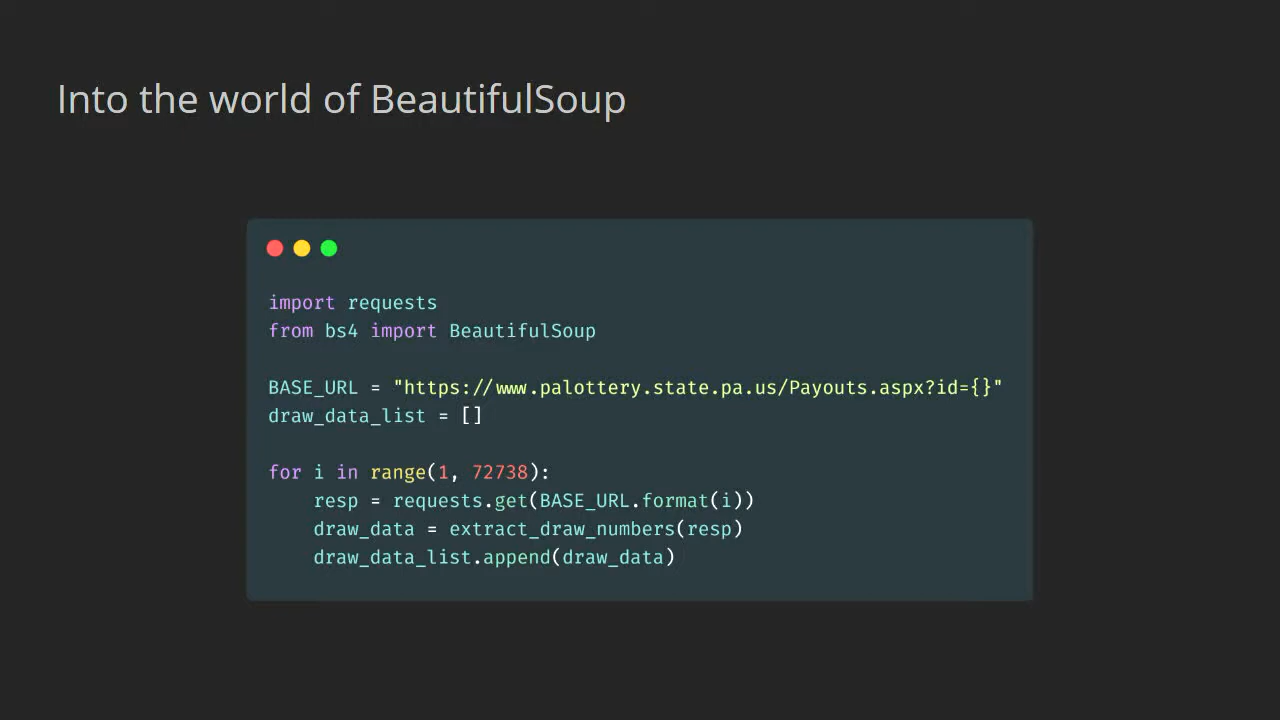 Into the world of BeautifulSoup
import requests
from bs4 import BeautifulSoup
BASE_URL = "https://www.palottery.state.pa.us/Payouts.aspx?id={}"
draw_data_list = []
for i in range(1, 72738):
    resp = requests.get(BASE_URL.format(i))
    draw_data = extract_draw_numbers(resp)
    draw_data_list.append(draw_data)